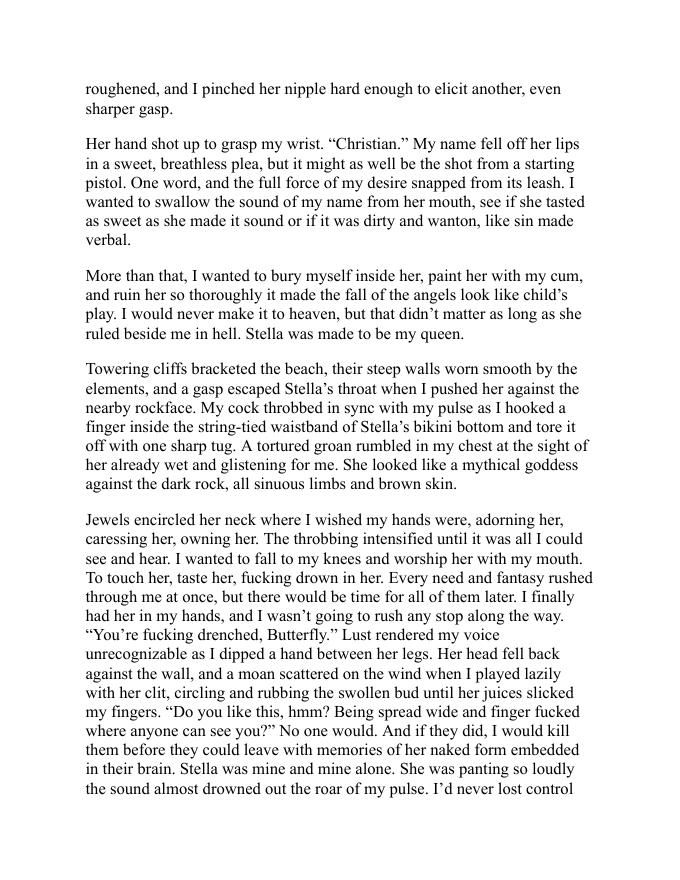 roughened, and I pinched her nipple hard enough to elicit another, even
sharper gasp.
Her hand shot up to grasp my wrist. “Christian.” My name fell off her lips
in a sweet, breathless plea, but it might as well be the shot from a starting
pistol. One word, and the full force of my desire snapped from its leash. I
wanted to swallow the sound of my name from her mouth, see if she tasted
as sweet as she made it sound or if it was dirty and wanton, like sin made
verbal.
More than that, I wanted to bury myself inside her, paint her with my cum,
and ruin her so thoroughly it made the fall of the angels look like child’s
play. I would never make it to heaven, but that didn’t matter as long as she
ruled beside me in hell. Stella was made to be my queen.
Towering cliffs bracketed the beach, their steep walls worn smooth by the
elements, and a gasp escaped Stella’s throat when I pushed her against the
nearby rockface. My cock throbbed in sync with my pulse as I hooked a
finger inside the string-tied waistband of Stella’s bikini bottom and tore it
off with one sharp tug. A tortured groan rumbled in my chest at the sight of
her already wet and glistening for me. She looked like a mythical goddess
against the dark rock, all sinuous limbs and brown skin.
Jewels encircled her neck where I wished my hands were, adorning her,
caressing her, owning her. The throbbing intensified until it was all I could
see and hear. I wanted to fall to my knees and worship her with my mouth.
To touch her, taste her, fucking drown in her. Every need and fantasy rushed
through me at once, but there would be time for all of them later. I finally
had her in my hands, and I wasn’t going to rush any stop along the way.
“You’re fucking drenched, Butterfly.” Lust rendered my voice
unrecognizable as I dipped a hand between her legs. Her head fell back
against the wall, and a moan scattered on the wind when I played lazily
with her clit, circling and rubbing the swollen bud until her juices slicked
my fingers. “Do you like this, hmm? Being spread wide and finger fucked
where anyone can see you?” No one would. And if they did, I would kill
them before they could leave with memories of her naked form embedded
in their brain. Stella was mine and mine alone. She was panting so loudly
the sound almost drowned out the roar of my pulse. I’d never lost control